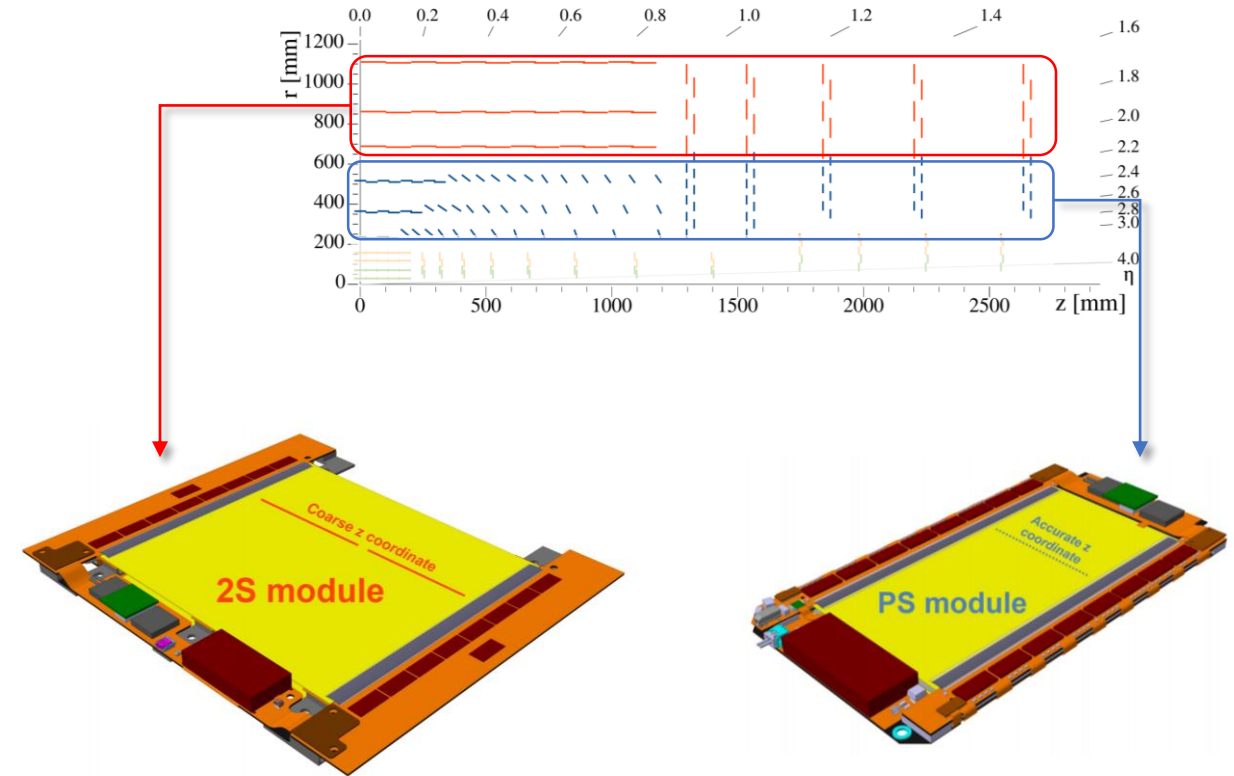 0.0 0.2 0.4 0.6 0.8 1.0 1.2 1.4 1.6
1.8
2.0
2.2
2.4
2.6
2.8
3.0
4.0
η
r [mm]
1200
1000
800
600
400
200
0
0 500 1000 1500 2000 2500 z [mm]
Coarse z coordinate
2S module
Accurate z
coordinate
PS module